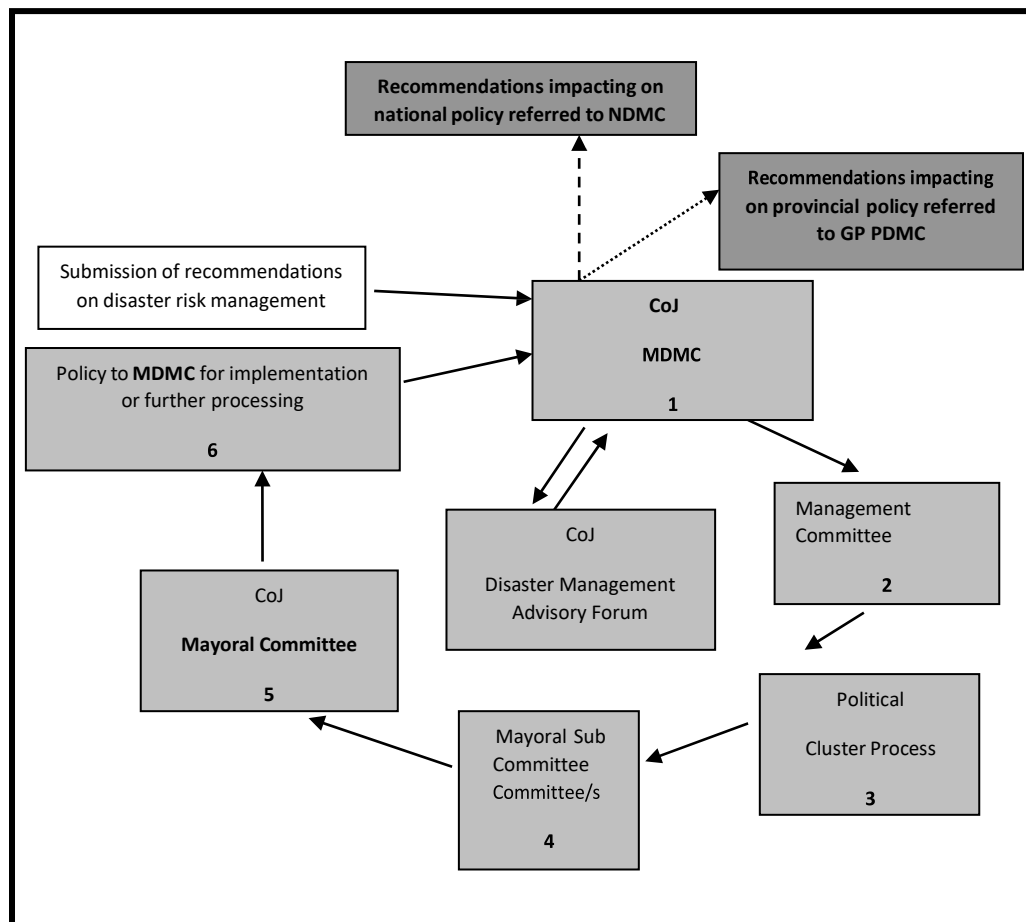 Recommendations impacting on
national policy referred to NDMC
Recommendations impacting
on provincial policy referred
to GP PDMC
Submission of recommendations
on disaster risk management
CoJ
MDMC
1
Policy to MDMC for implementation
or further processing
6
Management
Committee
2
CoJ
Disaster Management
Advisory Forum
CoJ
Mayoral Committee
5
Political
Cluster Process
3
Mayoral Sub
Committee
Committee/s
4